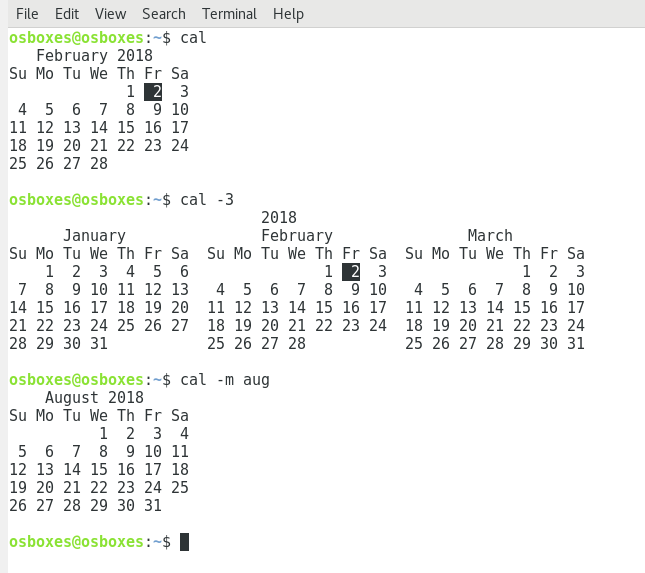 File Edit View Search Terminal Help
osboxes@osboxes:~$ cal
   February 2018
Su Mo Tu We Th Fr Sa
             1  2  3
 4  5  6  7  8  9 10
11 12 13 14 15 16 17
18 19 20 21 22 23 24
25 26 27 28

osboxes@osboxes:~$ cal -3
                            2018
      January               February               March
Su Mo Tu We Th Fr Sa  Su Mo Tu We Th Fr Sa  Su Mo Tu We Th Fr Sa
    1  2  3  4  5  6               1  2  3               1  2  3
 7  8  9 10 11 12 13   4  5  6  7  8  9 10   4  5  6  7  8  9 10
14 15 16 17 18 19 20  11 12 13 14 15 16 17  11 12 13 14 15 16 17
21 22 23 24 25 26 27  18 19 20 21 22 23 24  18 19 20 21 22 23 24
28 29 30 31           25 26 27 28           25 26 27 28 29 30 31

osboxes@osboxes:~$ cal -m aug
    August 2018
Su Mo Tu We Th Fr Sa
          1  2  3  4
 5  6  7  8  9 10 11
12 13 14 15 16 17 18
19 20 21 22 23 24 25
26 27 28 29 30 31

osboxes@osboxes:~$